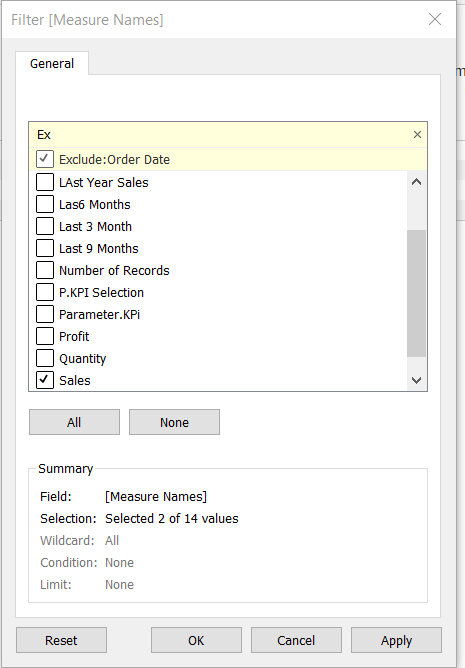 Filter [Measure Names]
General
Ex
Exclude:Order Date
LAst Year Sales
Las6 Months
Last 3 Month
Last 9 Months
Number of Records
P.KPI Selection
Parameter.KPi
Profit
Quantity
Sales
All None
Summary
Field: [Measure Names]
Selection: Selected 2 of 14 values
Wildcard: All
Condition: None
Limit: None
Reset OK Cancel Apply